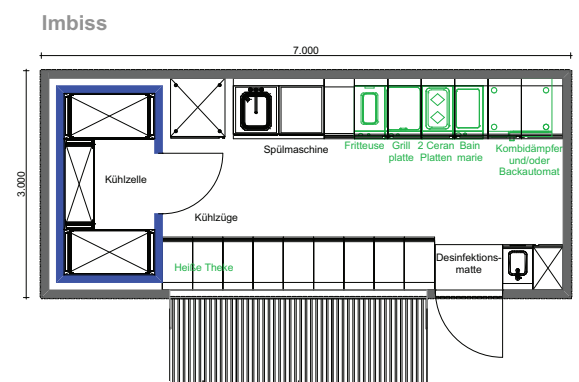 Imbiss
7.000
3.000
Kühlzelle
Kühlzüge
Spülmaschine
Fritteuse
Grill
platte
2 Ceran
Platten
Bain
marie
Kombidämpfer
und/oder
Backautomat
Heiße Theke
Desinfektions-
matte